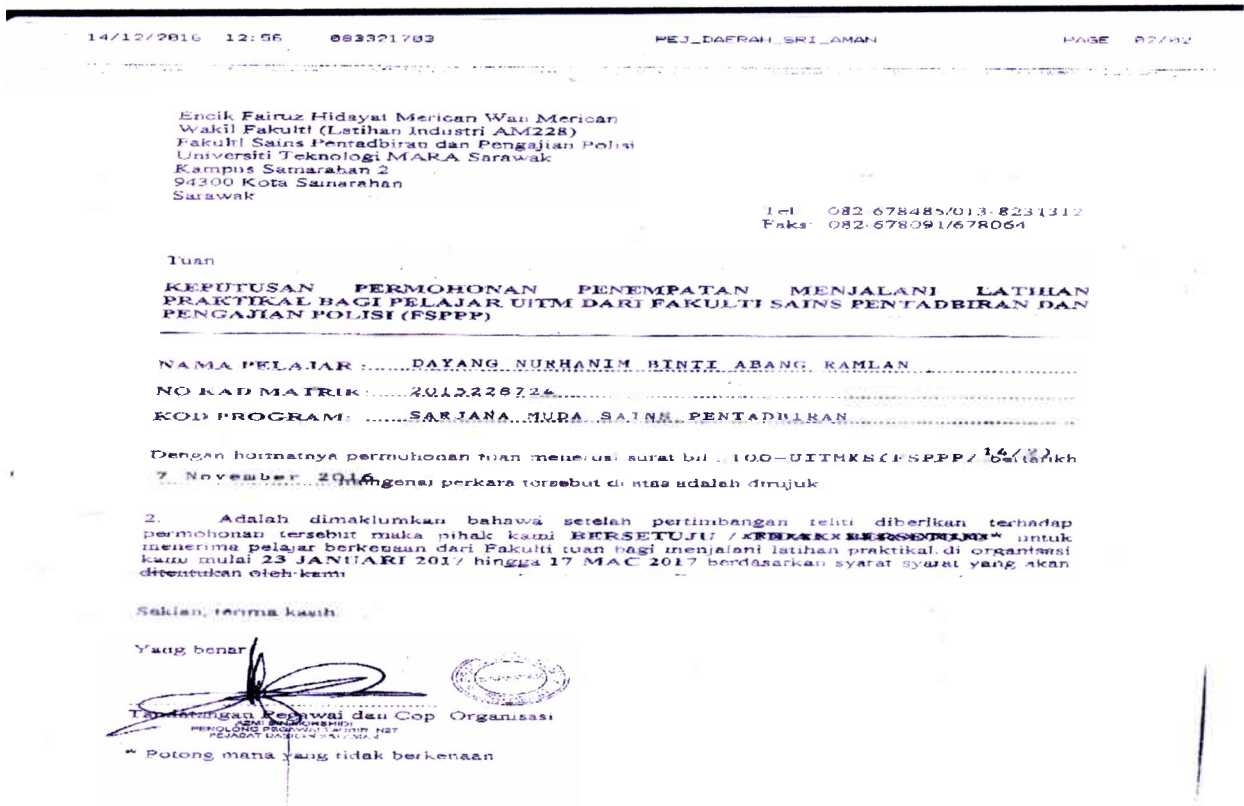 14/12/2016 12:56 083321703 PEJ_DAERAH_SRI_AMAN PAGE 02/02
Encik Fairuz Hidayat Merican Wan Merican
Wakil Fakulti (Latihan Industri AM228)
Fakulti Sains Pentadbiran dan Pengajian Polisi
Universiti Teknologi MARA Sarawak
Kampus Samarahan 2
94300 Kota Samarahan
Sarawak
Tel: 082-678485/013-8231312
Faks: 082-678091/678064
Tuan
KEPUTUSAN PERMOHONAN PENEMPATAN MENJALANI LATIHAN
PRAKTIKAL BAGI PELAJAR UiTM DARI FAKULTI SAINS PENTADBIRAN DAN
PENGAJIAN POLISI (FSPPP)
NAMA PELAJAR : DAYANG NURHANIM BINTI ABANG RAMLAN
NO KAD MATRIK: 2015228724
KOD PROGRAM: SARJANA MUDA SAINS PENTADBIRAN
Dengan hormatnya permohonan tuan menerusi surat bil . 100-UITMKS(FSPPP/ bertarikh
7 November 2016 mengenai perkara tersebut di atas adalah dirujuk
2. Adalah dimaklumkan bahawa setelah pertimbangan teliti diberikan terhadap
permohonan tersebut maka pihak kami BERSETUJU / TIDAK BERSETUJU* untuk
menerima pelajar berkenaan dari Fakulti tuan bagi menjalani latihan praktikal di organisasi
kami mulai 23 JANUARI 2017 hingga 17 MAC 2017 berdasarkan syarat syarat yang akan
ditentukan oleh kami
Sekian, terima kasih
Yang benar
Tandatangan Pegawai dan Cop Organisasi
PENOLONG PEGAWAI TADBIR N27
* Potong mana yang tidak berkenaan